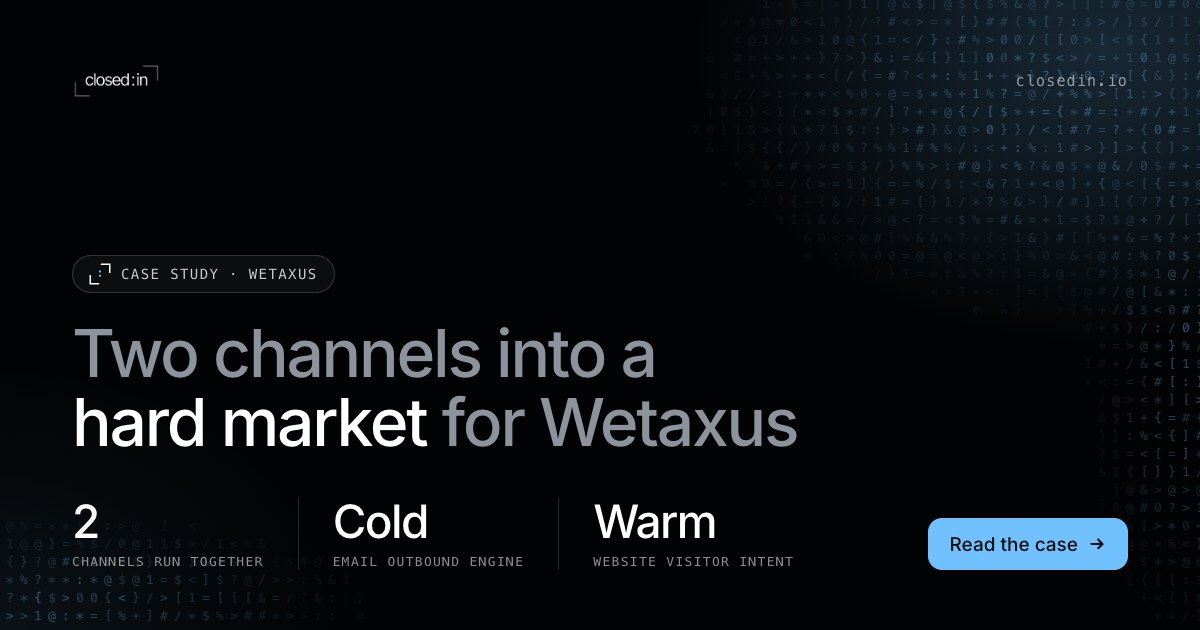 closed:in
closedin.io
CASE STUDY · WETAXUS
Two channels into a
hard market for Wetaxus
2
CHANNELS RUN TOGETHER
Cold
EMAIL OUTBOUND ENGINE
Warm
WEBSITE VISITOR INTENT
Read the case →